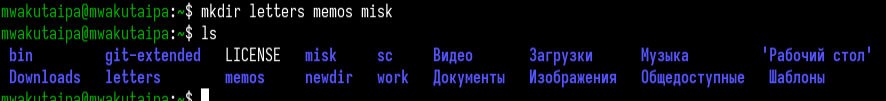 mwakutaipa@mwakutaipa:~$ mkdir letters memos misk
mwakutaipa@mwakutaipa:~$ ls
bin git-extended LICENSE misk sc Видео Загрузки Музыка 'Рабочий стол'
Downloads letters memos newdir work Документы Изображения Общедоступные Шаблоны
mwakutaipa@mwakutaipa:~$